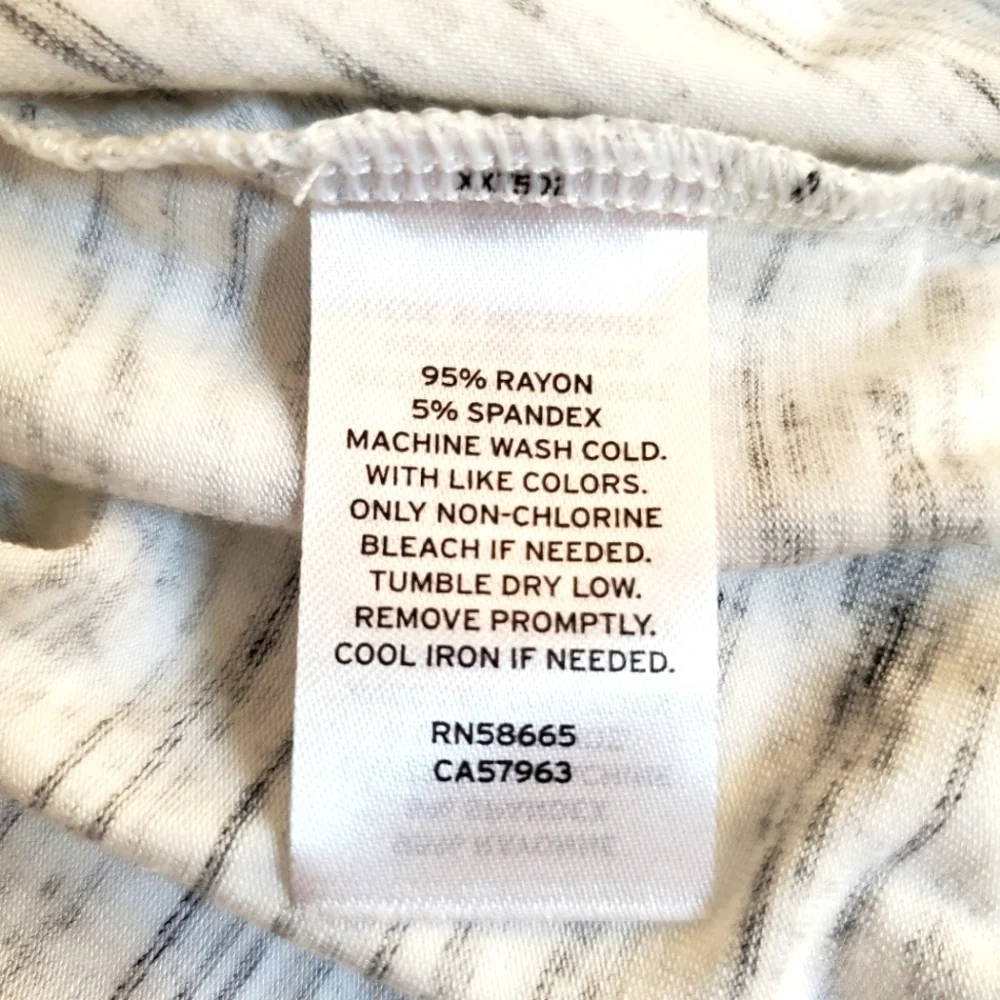 95% RAYON
5% SPANDEX
MACHINE WASH COLD.
WITH LIKE COLORS.
ONLY NON-CHLORINE
BLEACH IF NEEDED.
TUMBLE DRY LOW.
REMOVE PROMPTLY.
COOL IRON IF NEEDED.
RN58665
CA57963